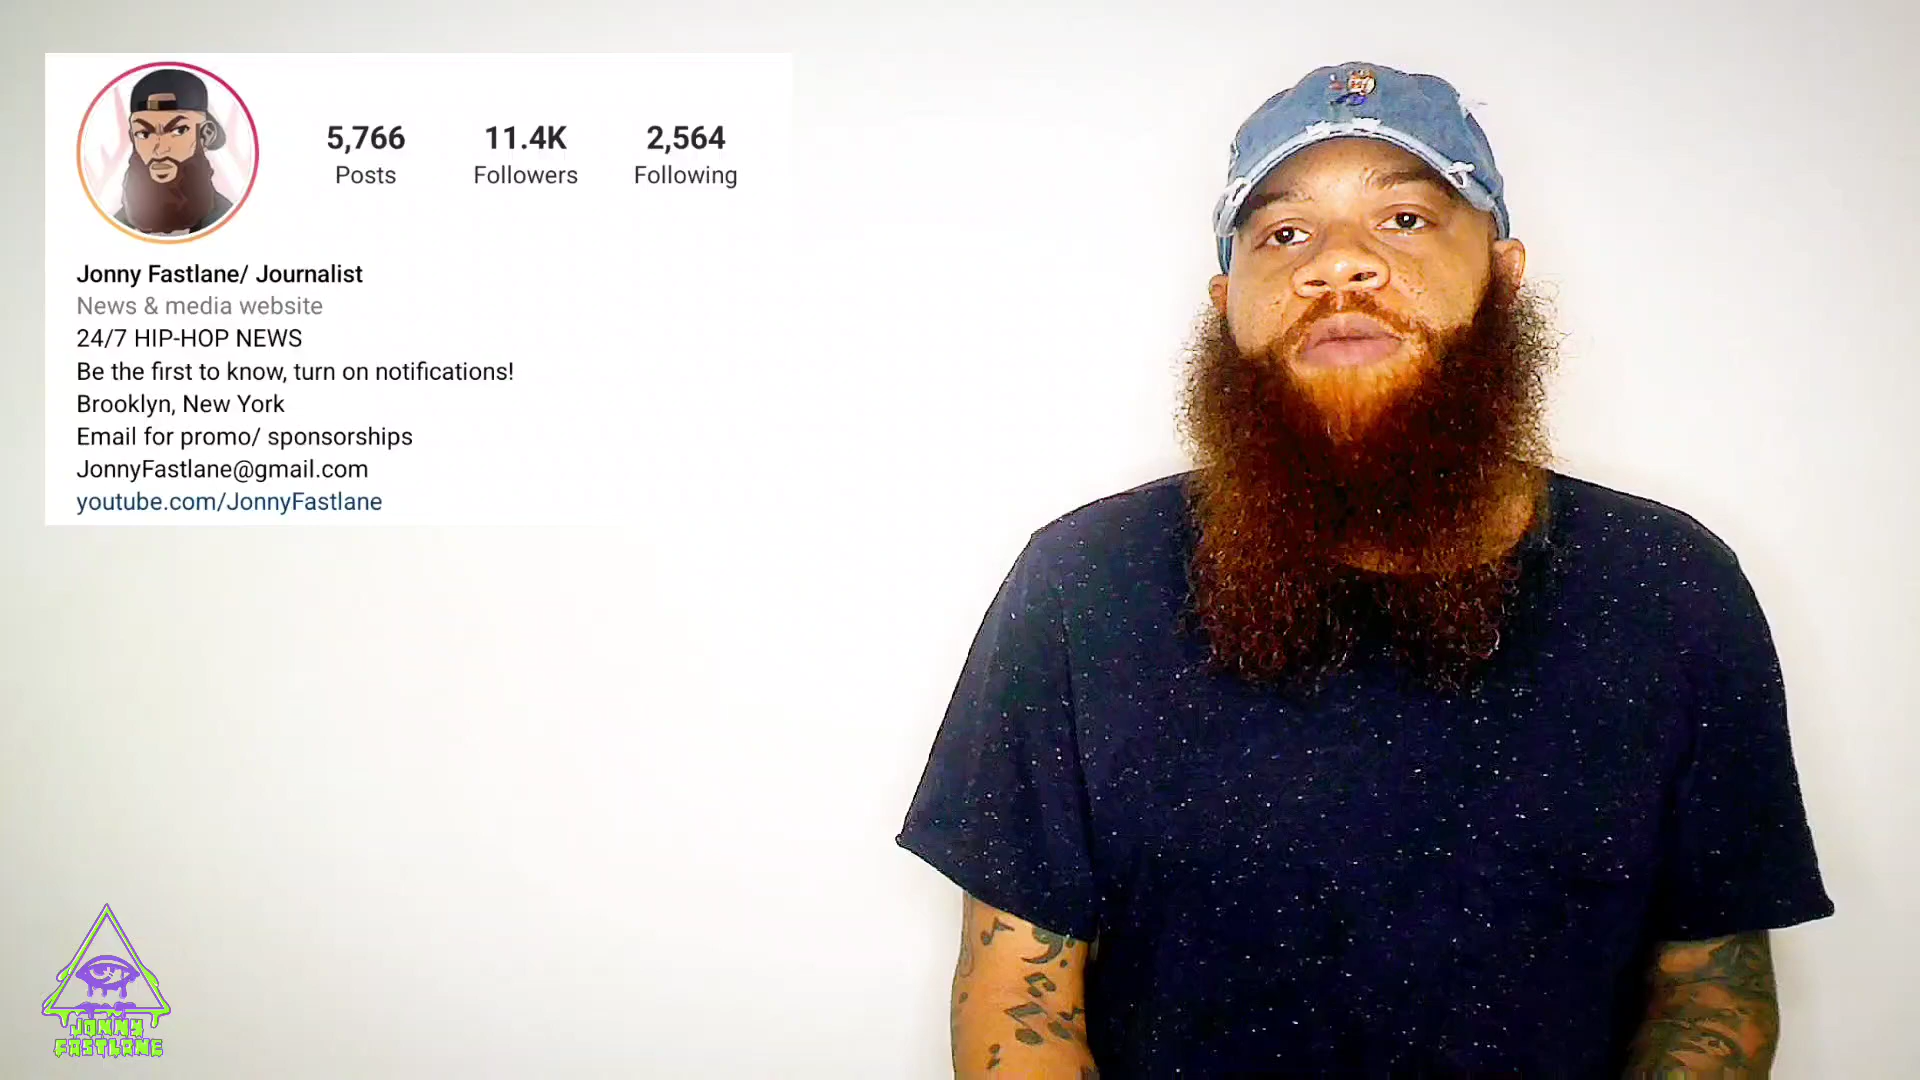 5,766 11.4K 2,564
Posts Followers Following
Jonny Fastlane/ Journalist
News & media website
24/7 HIP-HOP NEWS
Be the first to know, turn on notifications!
Brooklyn, New York
Email for promo/ sponsorships
JonnyFastlane@gmail.com
youtube.com/JonnyFastlane
JONNY
FASTLANE